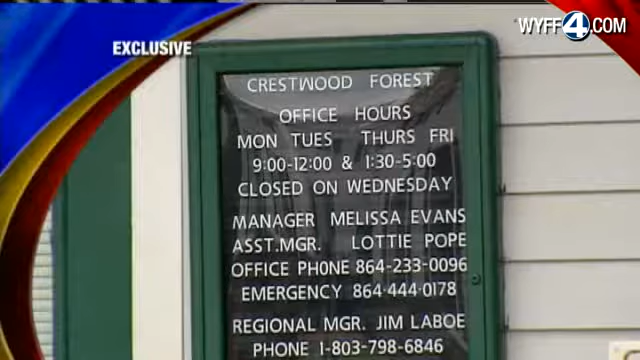 WYFF4.COM
EXCLUSIVE
CRESTWOOD FOREST
OFFICE HOURS
MON TUES THURS FRI
9:00-12:00 & 1:30-5:00
CLOSED ON WEDNESDAY
MANAGER MELISSA EVANS
ASST.MGR. LOTTIE POPE
OFFICE PHONE 864-233-0096
EMERGENCY 864-444-0178
REGIONAL MGR. JIM LABOE
PHONE 1-803-798-6846